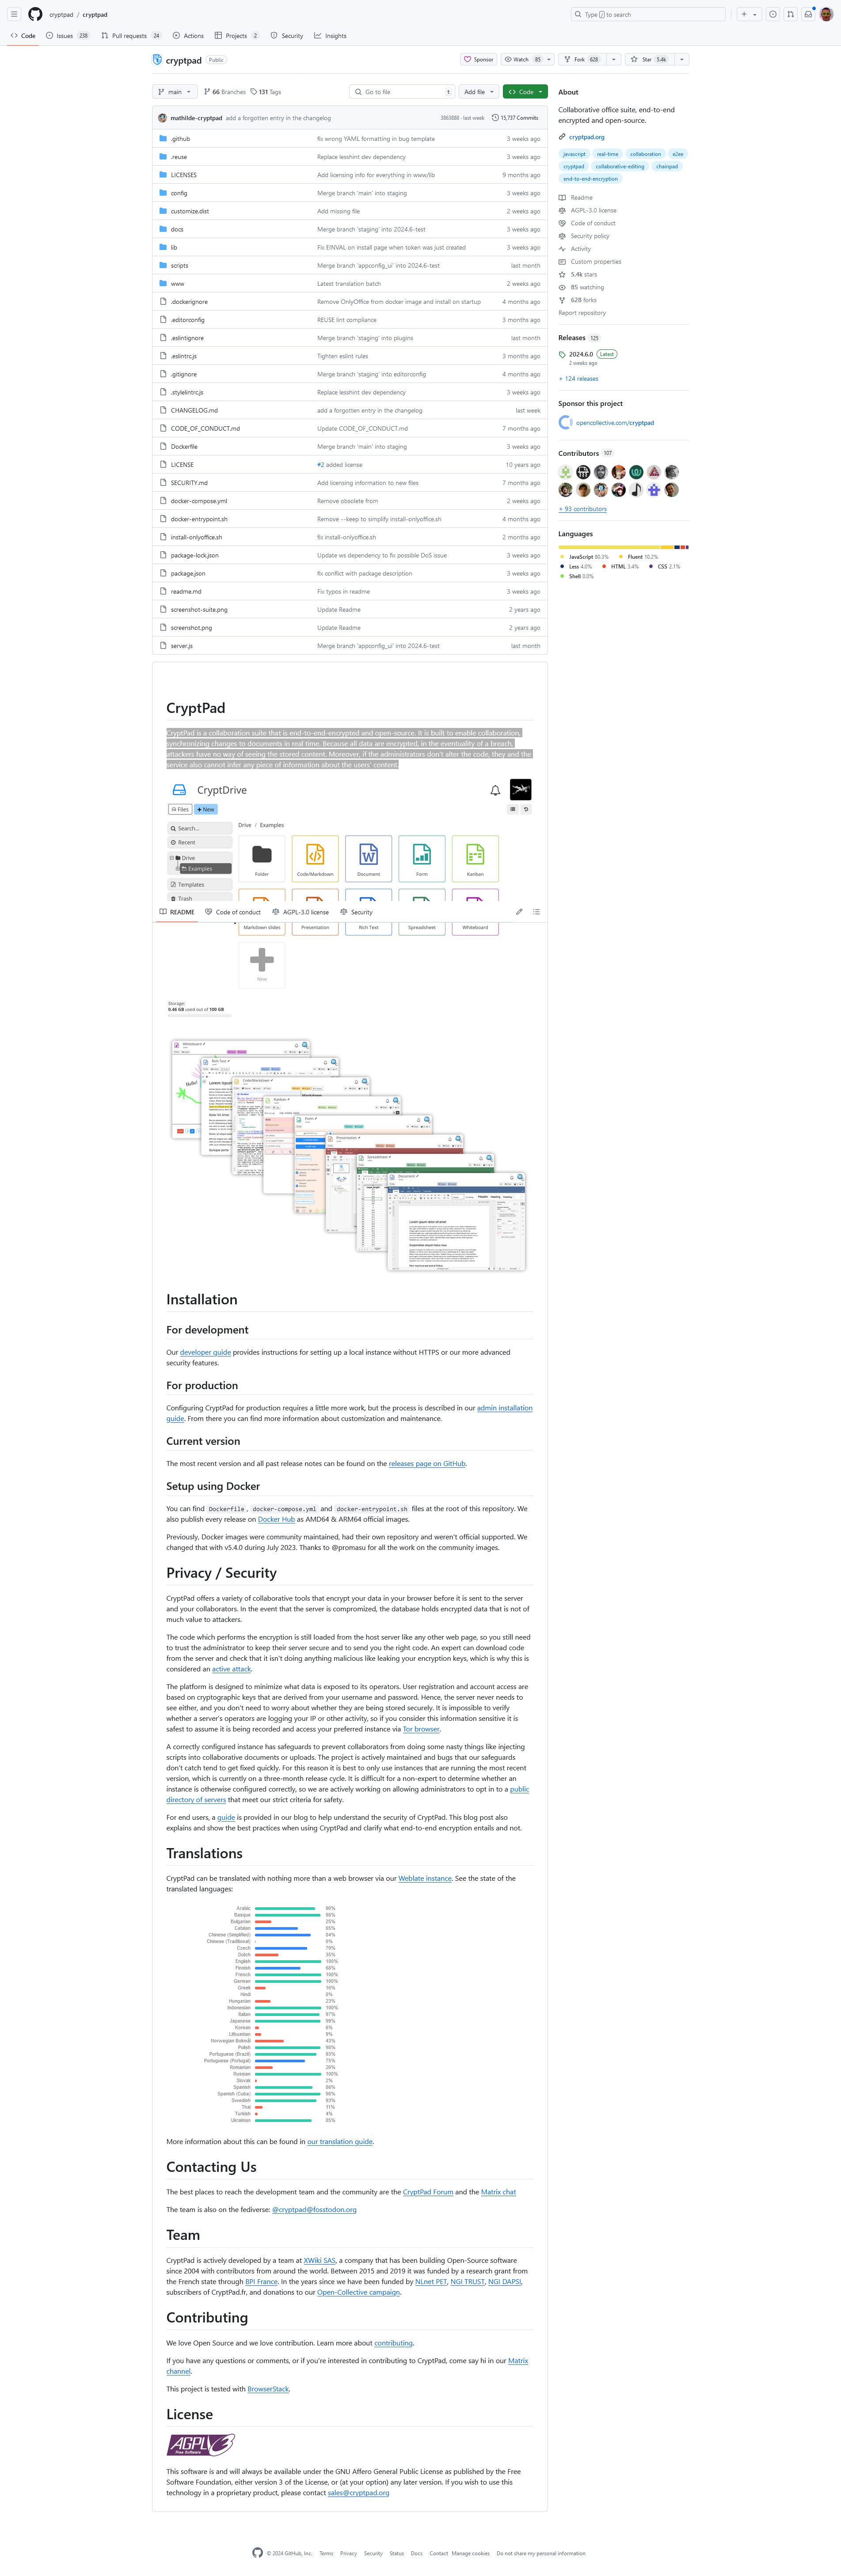 cryptpad / cryptpad
Type / to search
Code
Issues 238
Pull requests 24
Actions
Projects 2
Security
Insights
cryptpad Public
Sponsor
Watch 85
Fork 628
Star 5.4k
main
66 Branches
131 Tags
Go to file t
Add file
Code
mathilde-cryptpad add a forgotten entry in the changelog 3863888 · last week 15,737 Commits
.github fix wrong YAML formatting in bug template 3 weeks ago
.reuse Replace lesshint dev dependency 3 weeks ago
LICENSES Add licensing info for everything in www/lib 9 months ago
config Merge branch 'main' into staging 3 weeks ago
customize.dist Add missing file 2 weeks ago
docs Merge branch 'staging' into 2024.6-test 3 weeks ago
lib Fix EINVAL on install page when token was just created 3 weeks ago
scripts Merge branch 'appconfig_ui' into 2024.6-test last month
www Latest translation batch 2 weeks ago
.dockerignore Remove OnlyOffice from docker image and install on startup 4 months ago
.editorconfig REUSE lint compliance 3 months ago
.eslintignore Merge branch 'staging' into plugins last month
.eslintrc.js Tighten eslint rules 3 months ago
.gitignore Merge branch 'staging' into editorconfig 4 months ago
.stylelintrc.js Replace lesshint dev dependency 3 weeks ago
CHANGELOG.md add a forgotten entry in the changelog last week
CODE_OF_CONDUCT.md Update CODE_OF_CONDUCT.md 7 months ago
Dockerfile Merge branch 'main' into staging 3 weeks ago
LICENSE #2 added license 10 years ago
SECURITY.md Add licensing information to new files 7 months ago
docker-compose.yml Remove obsolete from 2 weeks ago
docker-entrypoint.sh Remove --keep to simplify install-onlyoffice.sh 4 months ago
install-onlyoffice.sh fix install-onlyoffice.sh 2 months ago
package-lock.json Update ws dependency to fix possible DoS issue 3 weeks ago
package.json fix conflict with package description 3 weeks ago
readme.md Fix typos in readme 3 weeks ago
screenshot-suite.png Update Readme 2 years ago
screenshot.png Update Readme 2 years ago
server.js Merge branch 'appconfig_ui' into 2024.6-test last month
About
Collaborative office suite, end-to-end
encrypted and open-source.
cryptpad.org
javascript real-time collaboration e2ee
cryptpad collaborative-editing chainpad
end-to-end-encryption
Readme
AGPL-3.0 license
Code of conduct
Security policy
Activity
Custom properties
5.4k stars
85 watching
628 forks
Report repository
Releases 125
2024.6.0 Latest
2 weeks ago
+ 124 releases
Sponsor this project
opencollective.com/cryptpad
Contributors 107
+ 93 contributors
Languages
JavaScript 80.3% Fluent 10.2%
Less 4.0% HTML 3.4% CSS 2.1%
Shell 0.0%
CryptPad
CryptPad is a collaboration suite that is end-to-end-encrypted and open-source. It is built to enable collaboration,
synchronizing changes to documents in real time. Because all data are encrypted, in the eventuality of a breach,
attackers have no way of seeing the stored content. Moreover, if the administrators don't alter the code, they and the
service also cannot infer any piece of information about the users' content.
CryptDrive
Files
New
Search...
Recent
Drive
Examples
Templates
Trash
Drive / Examples
Folder Code/Markdown Document Form Kanban
README Code of conduct AGPL-3.0 license Security
Markdown slides Presentation Rich Text Spreadsheet Whiteboard
New
Storage:
0.46 GB used out of 100 GB
Whiteboard
Rich Text
Code/Markdown
Kanban
Form
Presentation
Spreadsheet
Document
Hello!
Installation
For development
Our developer guide provides instructions for setting up a local instance without HTTPS or our more advanced
security features.
For production
Configuring CryptPad for production requires a little more work, but the process is described in our admin installation
guide. From there you can find more information about customization and maintenance.
Current version
The most recent version and all past release notes can be found on the releases page on GitHub.
Setup using Docker
You can find Dockerfile, docker-compose.yml and docker-entrypoint.sh files at the root of this repository. We
also publish every release on Docker Hub as AMD64 & ARM64 official images.
Previously, Docker images were community maintained, had their own repository and weren't official supported. We
changed that with v5.4.0 during July 2023. Thanks to @promasu for all the work on the community images.
Privacy / Security
CryptPad offers a variety of collaborative tools that encrypt your data in your browser before it is sent to the server
and your collaborators. In the event that the server is compromized, the database holds encrypted data that is not of
much value to attackers.
The code which performs the encryption is still loaded from the host server like any other web page, so you still need
to trust the administrator to keep their server secure and to send you the right code. An expert can download code
from the server and check that it isn't doing anything malicious like leaking your encryption keys, which is why this is
considered an active attack.
The platform is designed to minimize what data is exposed to its operators. User registration and account access are
based on cryptographic keys that are derived from your username and password. Hence, the server never needs to
see either, and you don't need to worry about whether they are being stored securely. It is impossible to verify
whether a server's operators are logging your IP or other activity, so if you consider this information sensitive it is
safest to assume it is being recorded and access your preferred instance via Tor browser.
A correctly configured instance has safeguards to prevent collaborators from doing some nasty things like injecting
scripts into collaborative documents or uploads. The project is actively maintained and bugs that our safeguards
don't catch tend to get fixed quickly. For this reason it is best to only use instances that are running the most recent
version, which is currently on a three-month release cycle. It is difficult for a non-expert to determine whether an
instance is otherwise configured correctly, so we are actively working on allowing administrators to opt in to a public
directory of servers that meet our strict criteria for safety.
For end users, a guide is provided in our blog to help understand the security of CryptPad. This blog post also
explains and show the best practices when using CryptPad and clarify what end-to-end encryption entails and not.
Translations
CryptPad can be translated with nothing more than a web browser via our Weblate instance. See the state of the
translated languages:
Arabic 90%
Basque 98%
Bulgarian 25%
Catalan 65%
Chinese (Simplified) 84%
Chinese (Traditional) 0%
Czech 79%
Dutch 35%
English 100%
Finnish 68%
French 100%
German 100%
Greek 16%
Hindi 0%
Hungarian 23%
Indonesian 100%
Italian 97%
Japanese 99%
Korean 6%
Lithuanian 9%
Norwegian Bokmål 43%
Polish 98%
Portuguese (Brazil) 93%
Portuguese (Portugal) 75%
Romanian 26%
Russian 100%
Slovak 2%
Spanish 86%
Spanish (Cuba) 98%
Swedish 93%
Thai 11%
Turkish 4%
Ukrainian 85%
More information about this can be found in our translation guide.
Contacting Us
The best places to reach the development team and the community are the CryptPad Forum and the Matrix chat
The team is also on the fediverse: @cryptpad@fosstodon.org
Team
CryptPad is actively developed by a team at XWiki SAS, a company that has been building Open-Source software
since 2004 with contributors from around the world. Between 2015 and 2019 it was funded by a research grant from
the French state through BPI France. In the years since we have been funded by NLnet PET, NGI TRUST, NGI DAPSI,
subscribers of CryptPad.fr, and donations to our Open-Collective campaign.
Contributing
We love Open Source and we love contribution. Learn more about contributing.
If you have any questions or comments, or if you're interested in contributing to CryptPad, come say hi in our Matrix
channel.
This project is tested with BrowserStack.
License
AGPLV3
Free Software
This software is and will always be available under the GNU Affero General Public License as published by the Free
Software Foundation, either version 3 of the License, or (at your option) any later version. If you wish to use this
technology in a proprietary product, please contact sales@cryptpad.org
© 2024 GitHub, Inc. Terms Privacy Security Status Docs Contact Manage cookies Do not share my personal information